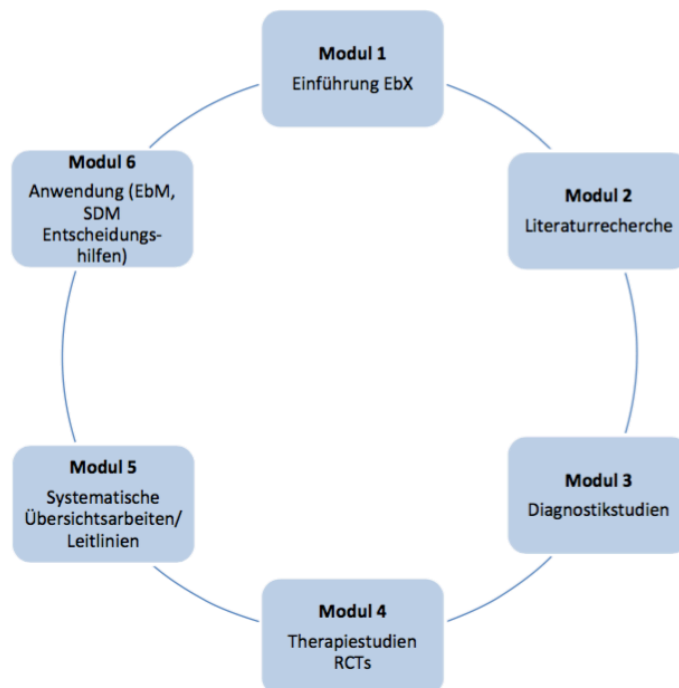 Modul 1
Einführung EbX
Modul 2
Literaturrecherche
Modul 3
Diagnostikstudien
Modul 4
Therapiestudien
RCTs
Modul 5
Systematische
Übersichtsarbeiten/
Leitlinien
Modul 6
Anwendung (EbM,
SDM
Entscheidungs-
hilfen)